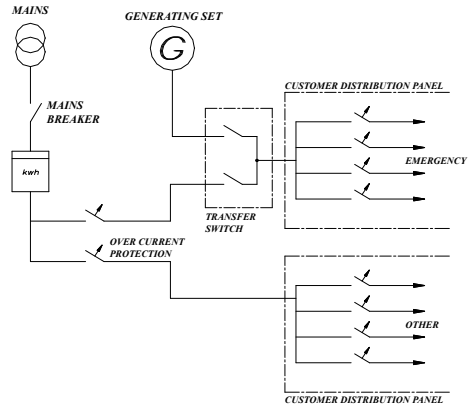 MAINS
GENERATING SET
G
CUSTOMER DISTRIBUTION PANEL
MAINS
BREAKER
kwh
EMERGENCY
TRANSFER
SWITCH
OVER CURRENT
PROTECTION
OTHER
CUSTOMER DISTRIBUTION PANEL